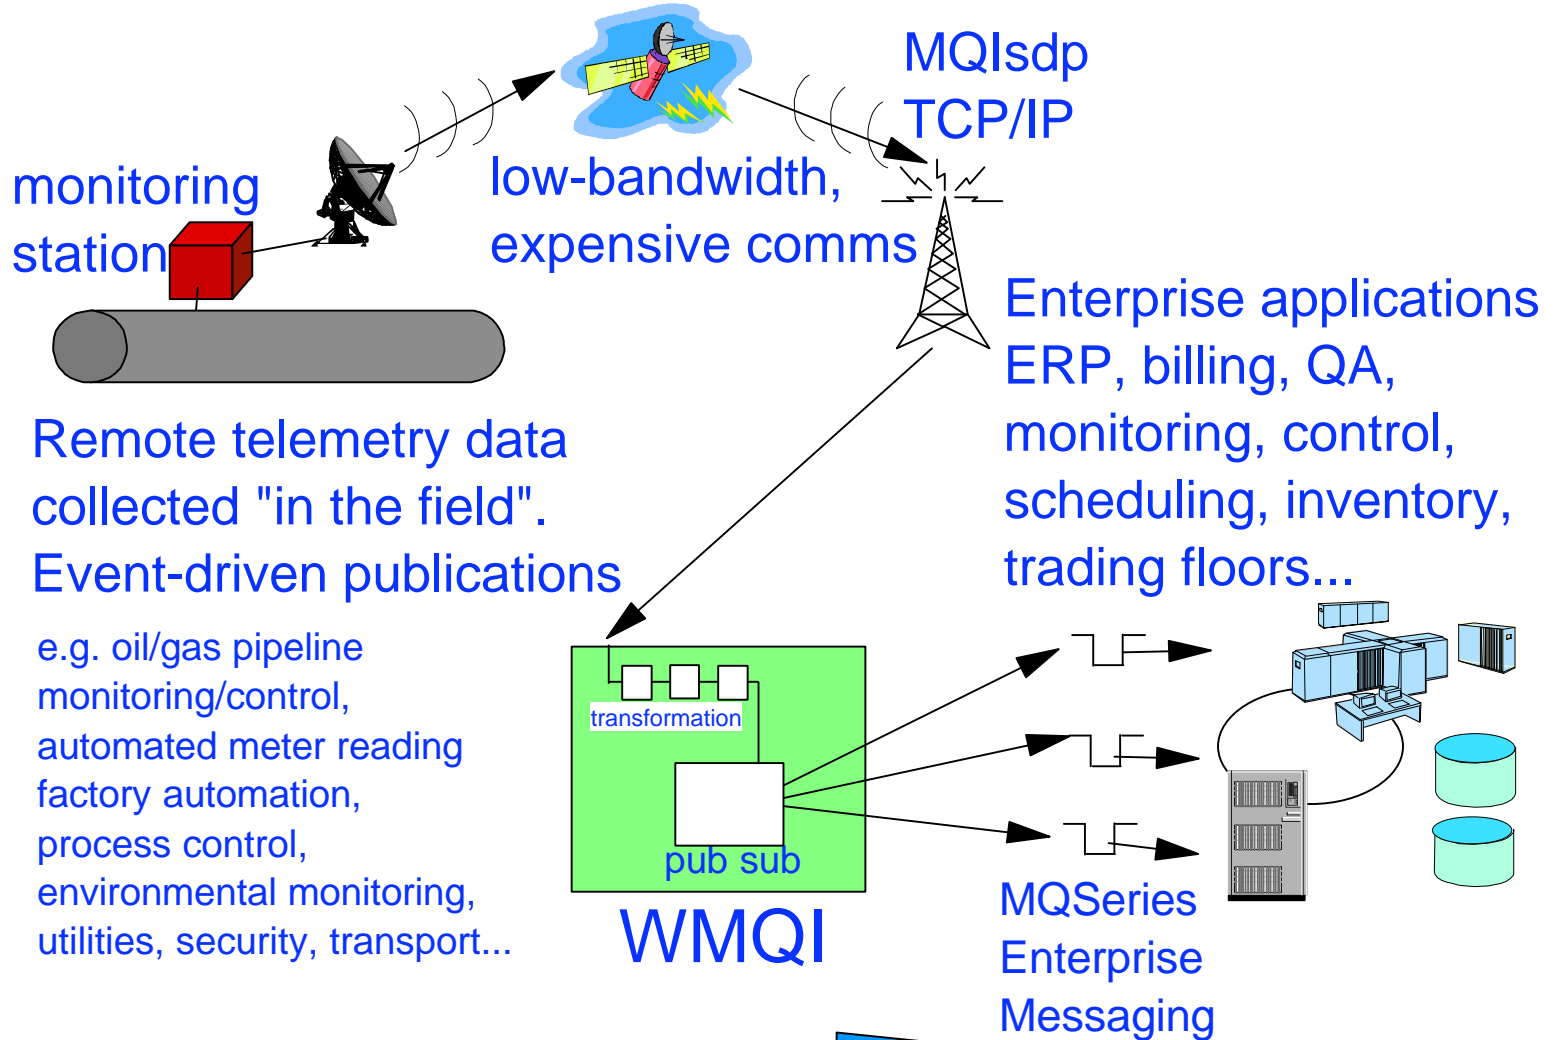 MQIsdp
TCP/IP
monitoring
station
low-bandwidth,
expensive comms
Enterprise applications
ERP, billing, QA,
monitoring, control,
scheduling, inventory,
trading floors...
Remote telemetry data
collected "in the field".
Event-driven publications
e.g. oil/gas pipeline
monitoring/control,
automated meter reading
factory automation,
process control,
environmental monitoring,
utilities, security, transport...
transformation
pub sub
WMQI
MQSeries
Enterprise
Messaging